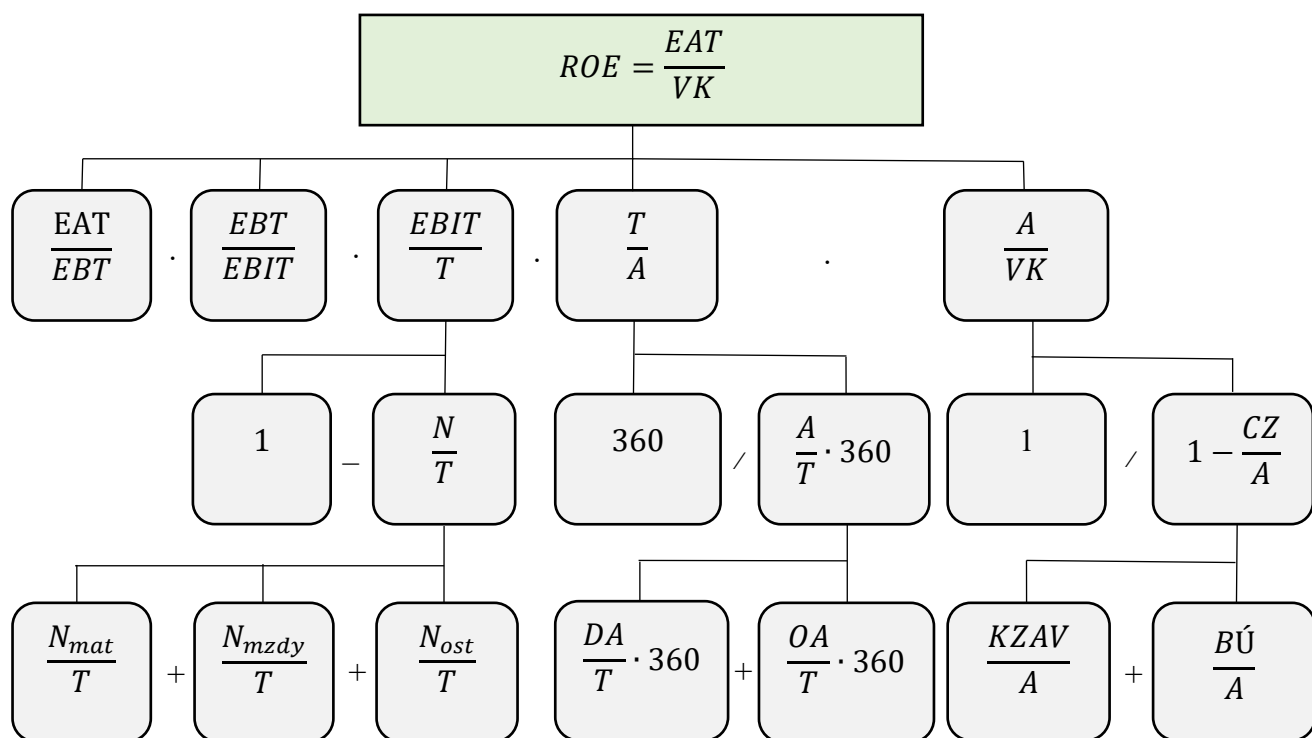 ROE = EAT/VK
EAT/EBT · EBT/EBIT · EBIT/T · T/A · A/VK
1 − N/T 360 / A/T · 360 1 / 1 − CZ/A
N_mat/T + N_mzdy/T + N_ost/T DA/T · 360 + OA/T · 360 KZAV/A + BÚ/A